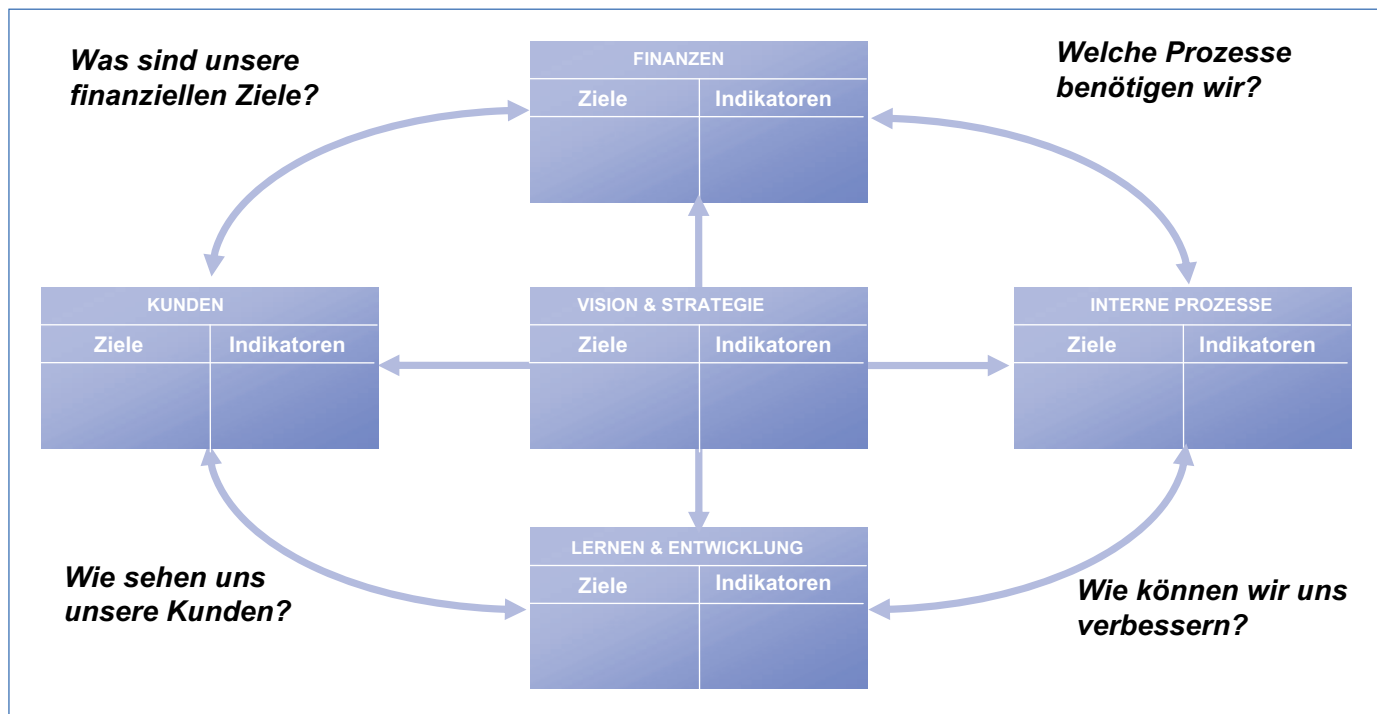 Was sind unsere
finanziellen Ziele?
FINANZEN
Ziele Indikatoren
Welche Prozesse
benötigen wir?
KUNDEN
Ziele Indikatoren
VISION & STRATEGIE
Ziele Indikatoren
INTERNE PROZESSE
Ziele Indikatoren
Wie sehen uns
unsere Kunden?
LERNEN & ENTWICKLUNG
Ziele Indikatoren
Wie können wir uns
verbessern?